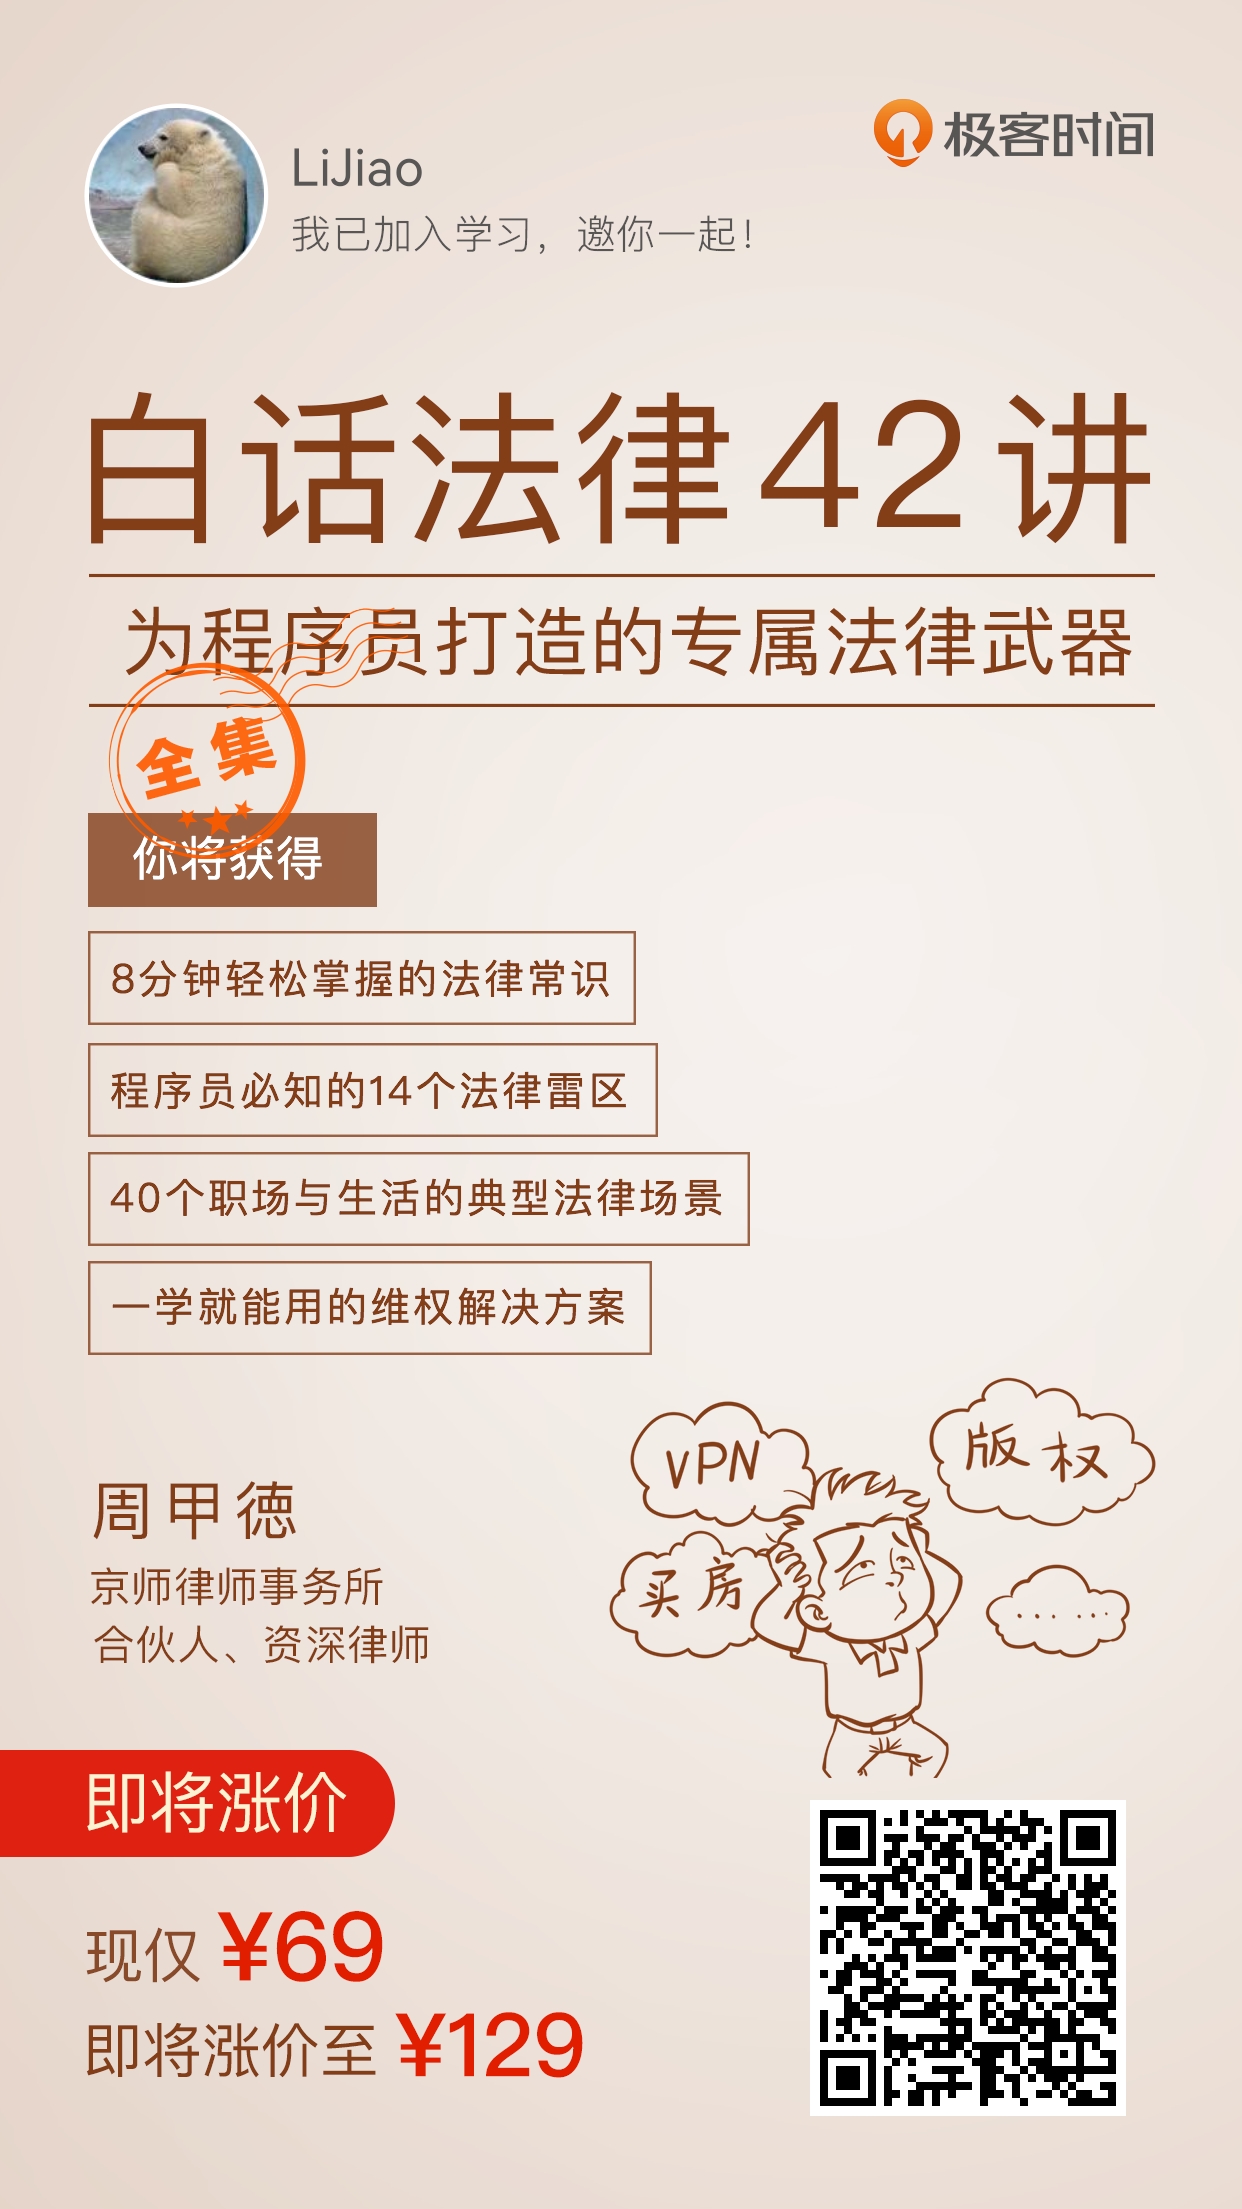 极客时间
LiJiao
我已加入学习，邀你一起！
白话法律42讲
为程序员打造的专属法律武器
全集
你将获得
8分钟轻松掌握的法律常识
程序员必知的14个法律雷区
40个职场与生活的典型法律场景
一学就能用的维权解决方案
VPN
版权
买房
……
周甲德
京师律师事务所
合伙人、资深律师
即将涨价
现仅 ¥69
即将涨价至 ¥129